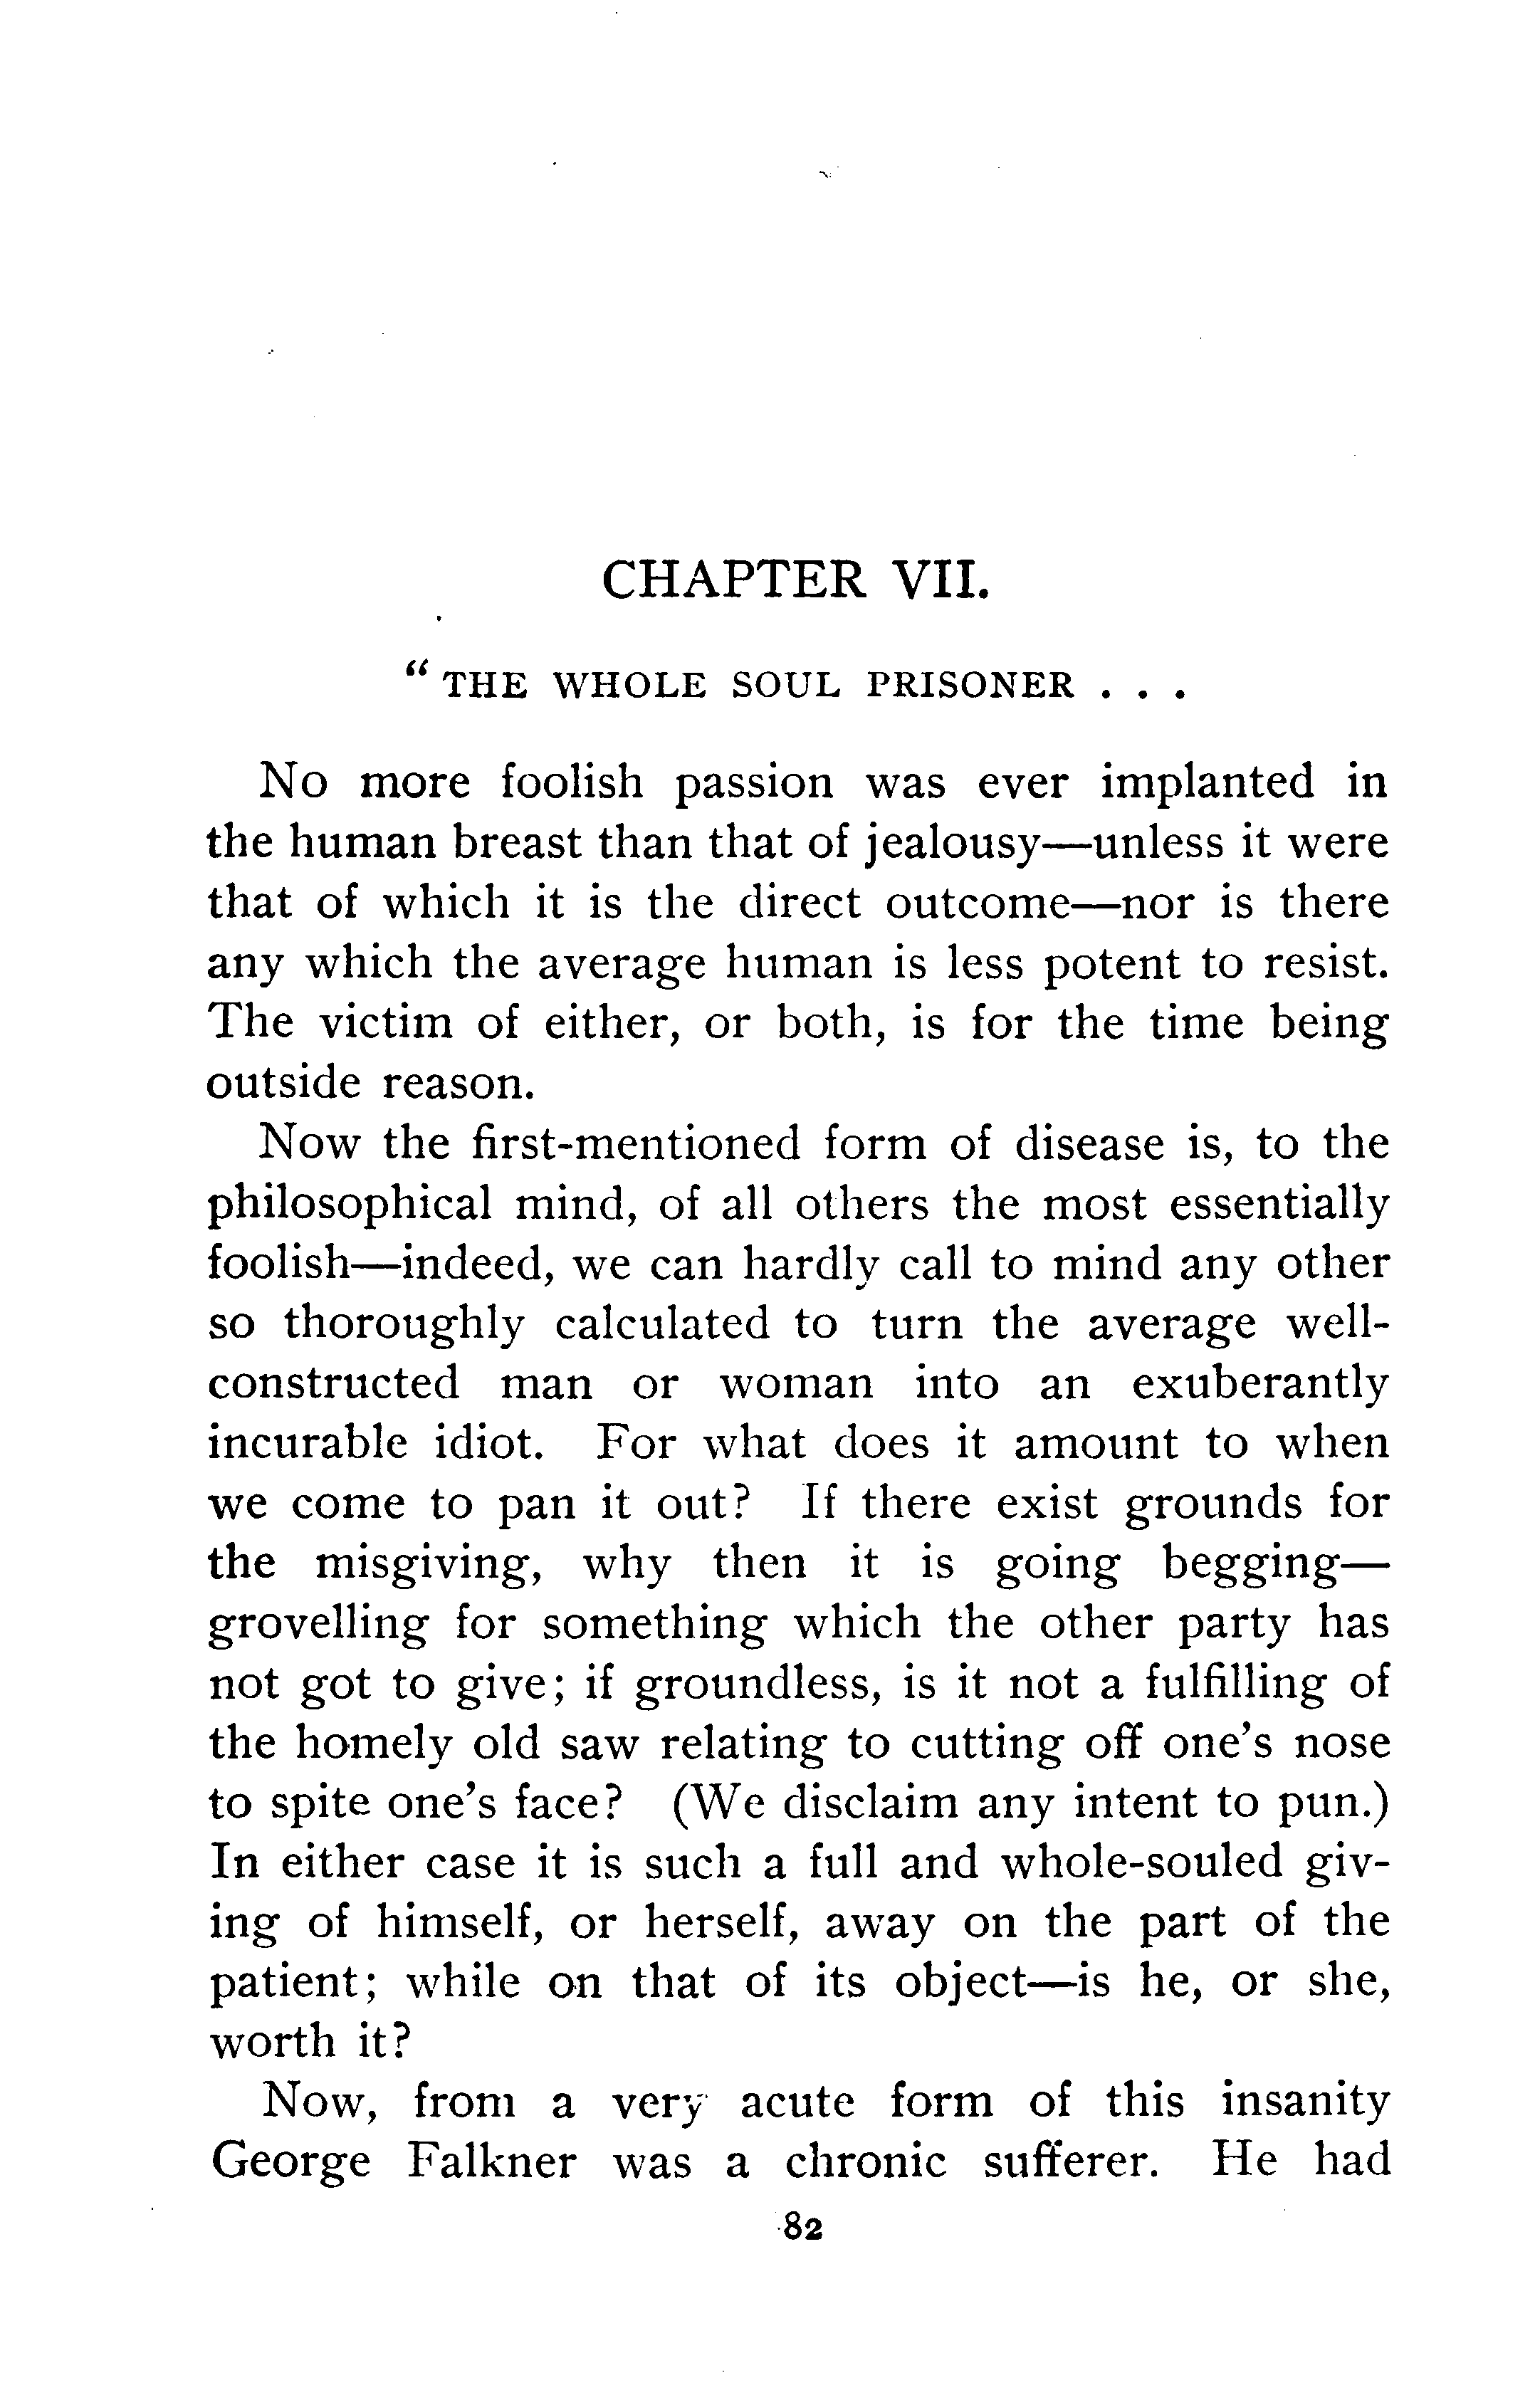 CHAPTER VII.
“ THE WHOLE SOUL PRISONER . . .
No more foolish passion was ever implanted in
the human breast than that of jealousy—unless it were
that of which it is the direct outcome—nor is there
any which the average human is less potent to resist.
The victim of either, or both, is for the time being
outside reason.
Now the first-mentioned form of disease is, to the
philosophical mind, of all others the most essentially
foolish—indeed, we can hardly call to mind any other
so thoroughly calculated to turn the average well-
constructed man or woman into an exuberantly
incurable idiot. For what does it amount to when
we come to pan it out? If there exist grounds for
the misgiving, why then it is going begging—
grovelling for something which the other party has
not got to give; if groundless, is it not a fulfilling of
the homely old saw relating to cutting off one’s nose
to spite one’s face? (We disclaim any intent to pun.)
In either case it is such a full and whole-souled giv-
ing of himself, or herself, away on the part of the
patient; while on that of its object—is he, or she,
worth it?
Now, from a very acute form of this insanity
George Falkner was a chronic sufferer. He had
82